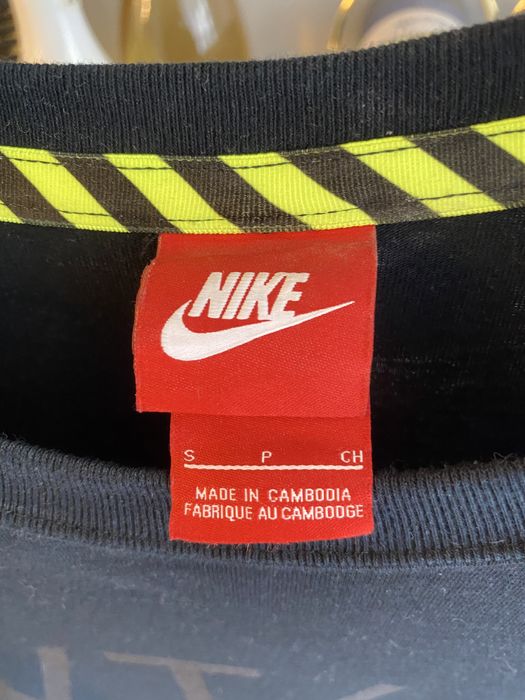 NIKE
S P CH
MADE IN CAMBODIA
FABRIQUE AU CAMBODGE